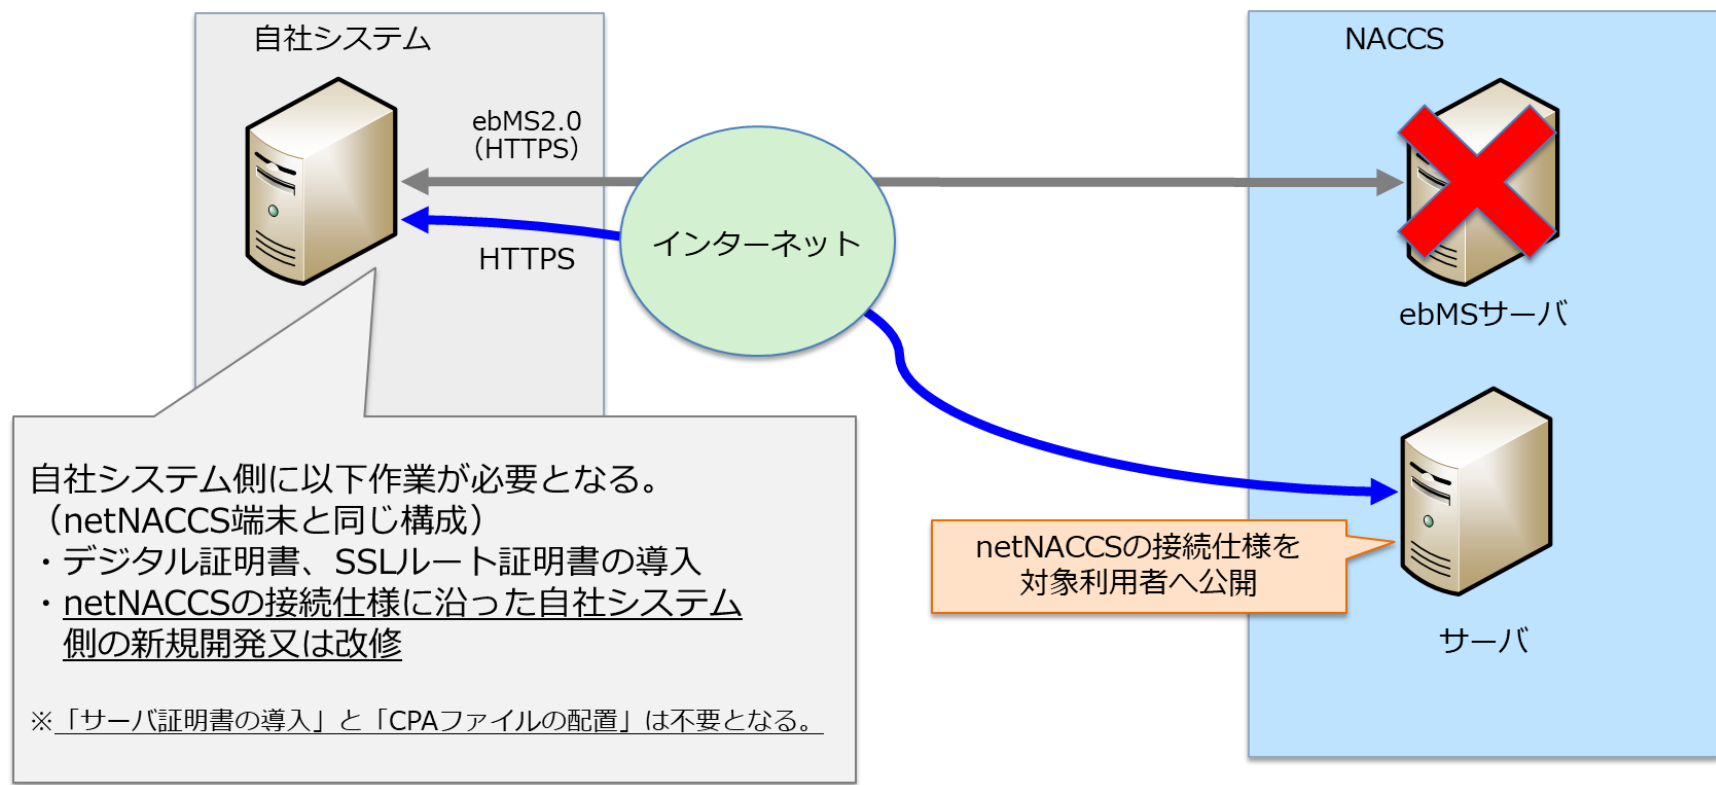 自社システム
NACCS
ebMS2.0
（HTTPS）
インターネット
HTTPS
ebMSサーバ
自社システム側に以下作業が必要となる。
（netNACCS端末と同じ構成）
・デジタル証明書、SSLルート証明書の導入
・netNACCSの接続仕様に沿った自社システム
側の新規開発又は改修
※「サーバ証明書の導入」と「CPAファイルの配置」は不要となる。
netNACCSの接続仕様を
対象利用者へ公開
サーバ